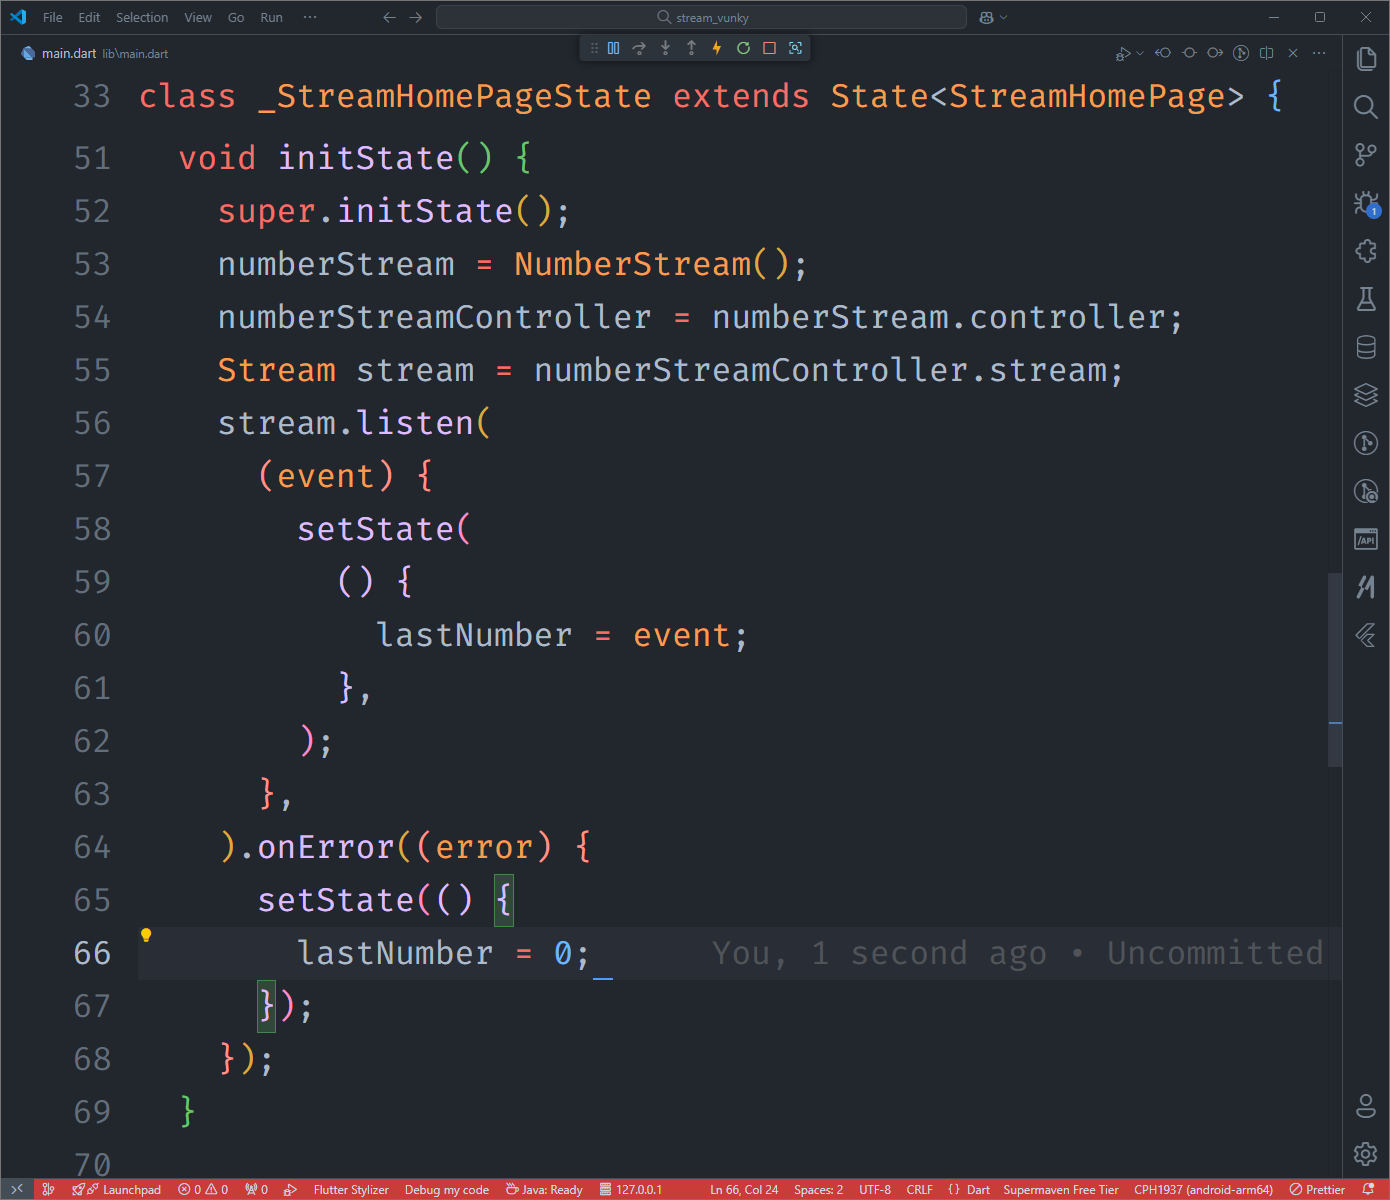 File Edit Selection View Go Run ··· stream_vunky
main.dart lib\main.dart
33 class _StreamHomePageState extends State<StreamHomePage> {
51 void initState() {
52 super.initState();
53 numberStream = NumberStream();
54 numberStreamController = numberStream.controller;
55 Stream stream = numberStreamController.stream;
56 stream.listen(
57 (event) {
58 setState(
59 () {
60 lastNumber = event;
61 },
62 );
63 },
64 ).onError((error) {
65 setState(() {
66 lastNumber = 0; You, 1 second ago • Uncommitted
67 });
68 });
69 }
70
1
/API
Launchpad 0 0 0 Flutter Stylizer Debug my code Java: Ready 127.0.0.1 Ln 66, Col 24 Spaces: 2 UTF-8 CRLF {} Dart Supermaven Free Tier CPH1937 (android-arm64) Prettier